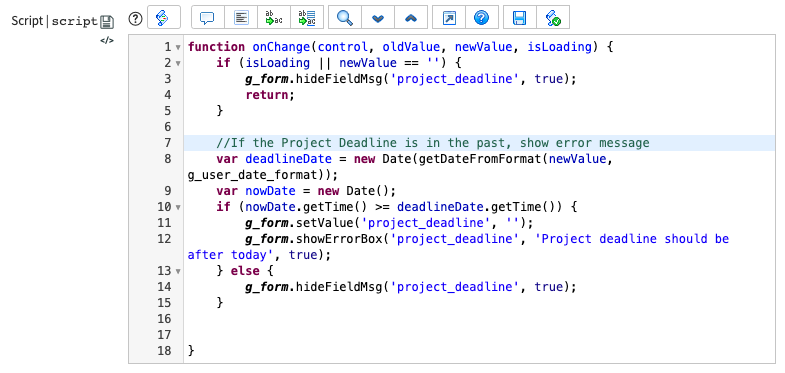 Script | script
</>
ab
ac
ab
ac
1 function onChange(control, oldValue, newValue, isLoading) {
2     if (isLoading || newValue == '') {
3         g_form.hideFieldMsg('project_deadline', true);
4         return;
5     }
6
7     //If the Project Deadline is in the past, show error message
8     var deadlineDate = new Date(getDateFromFormat(newValue,
g_user_date_format));
9     var nowDate = new Date();
10     if (nowDate.getTime() >= deadlineDate.getTime()) {
11         g_form.setValue('project_deadline', '');
12         g_form.showErrorBox('project_deadline', 'Project deadline should be
after today', true);
13     } else {
14         g_form.hideFieldMsg('project_deadline', true);
15     }
16
17
18 }